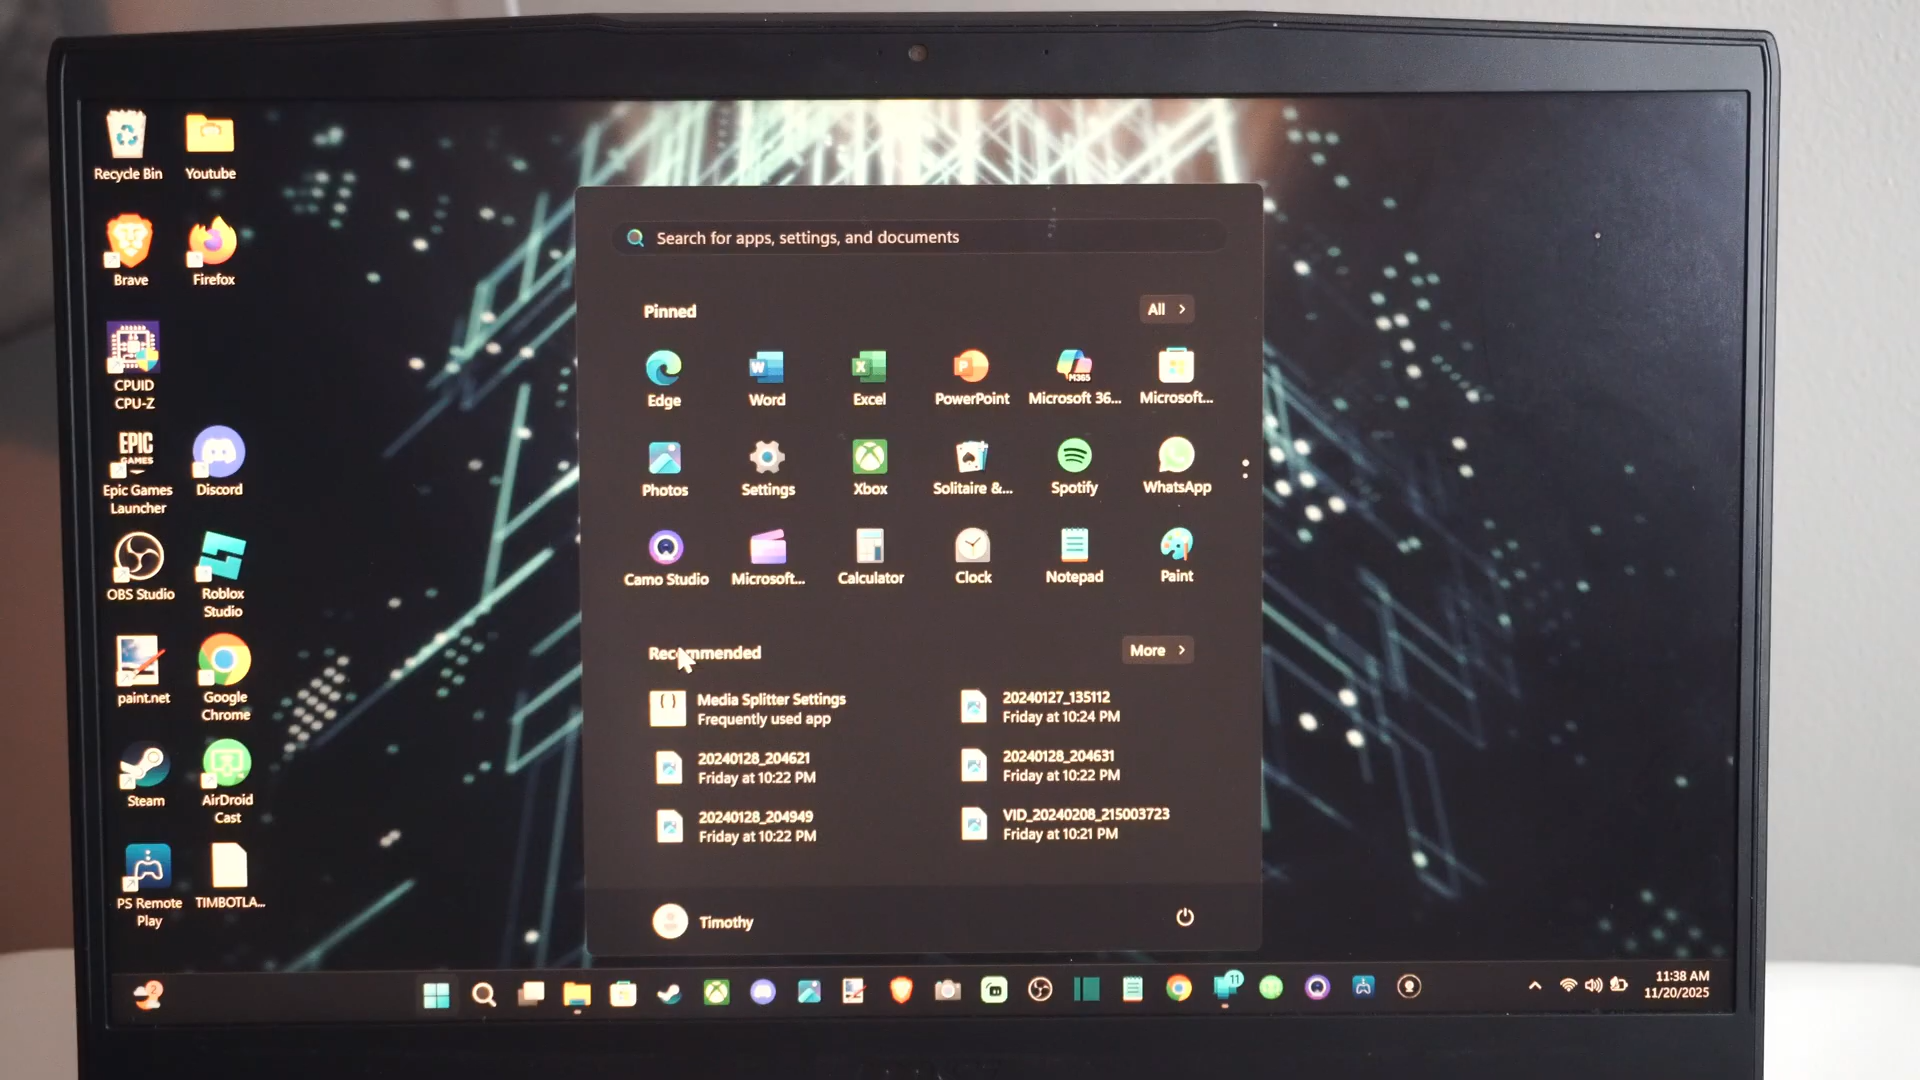 Recycle Bin
Youtube
Brave
Firefox
CPUID
CPU-Z
EPIC
GAMES
Epic Games
Launcher
Discord
OBS Studio
Roblox
Studio
paint.net
Google
Chrome
Steam
AirDroid
Cast
PS Remote
Play
TIMBOTLA...
Search for apps, settings, and documents
Pinned
All
Edge
Word
Excel
PowerPoint
M365
Microsoft 36...
Microsoft...
Photos
Settings
Xbox
Solitaire &...
Spotify
WhatsApp
Camo Studio
Microsoft...
Calculator
Clock
Notepad
Paint
Recommended
More
Media Splitter Settings
Frequently used app
20240127_135112
Friday at 10:24 PM
20240128_204621
Friday at 10:22 PM
20240128_204631
Friday at 10:22 PM
20240128_204949
Friday at 10:22 PM
VID_20240208_215003723
Friday at 10:21 PM
Timothy
2
11
11:38 AM
11/20/2025